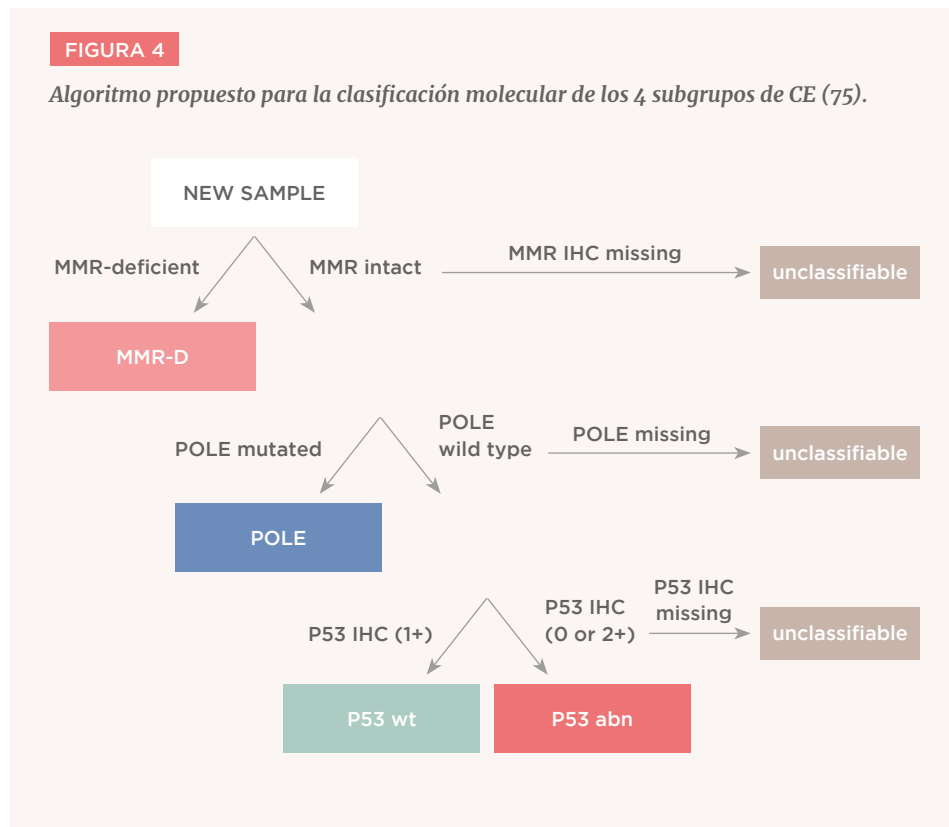 FIGURA 4
Algoritmo propuesto para la clasificación molecular de los 4 subgrupos de CE (75).
NEW SAMPLE
MMR-deficient
MMR intact
MMR IHC missing
unclassifiable
MMR-D
POLE mutated
POLE
wild type
POLE missing
unclassifiable
POLE
P53 IHC (1+)
P53 IHC
(0 or 2+)
P53 IHC
missing
unclassifiable
P53 wt
P53 abn